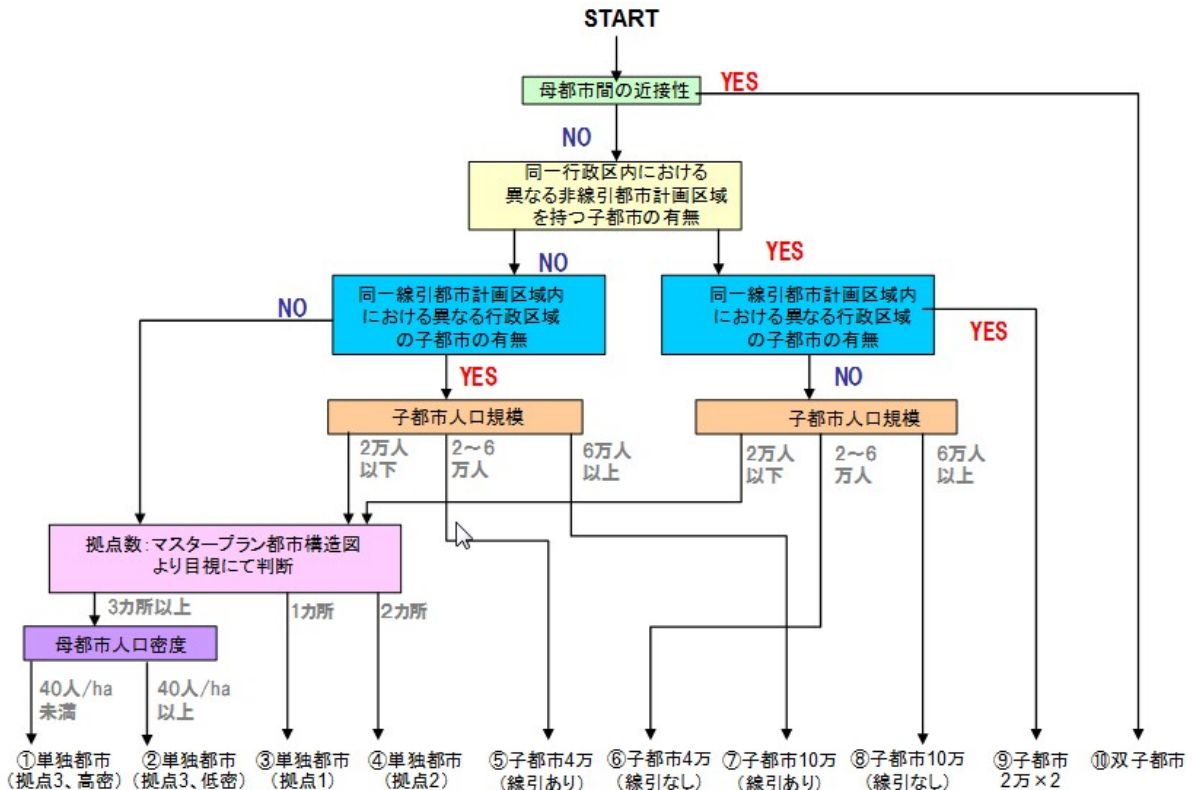 START
母都市間の近接性
YES
NO
同一行政区内における
異なる非線引都市計画区域
を持つ子都市の有無
NO
YES
NO
同一線引都市計画区域内
における異なる行政区域
の子都市の有無
同一線引都市計画区域内
における異なる行政区域
の子都市の有無
YES
YES
NO
子都市人口規模
子都市人口規模
2万人
以下
2～6
万人
6万人
以上
2万人
以下
2～6
万人
6万人
以上
拠点数:マスタープラン都市構造図
より目視にて判断
3カ所以上
1カ所
2カ所
母都市人口密度
40人/ha
未満
40人/ha
以上
①単独都市
(拠点3、高密)
②単独都市
(拠点3、低密)
③単独都市
(拠点1)
④単独都市
(拠点2)
⑤子都市4万
(線引あり)
⑥子都市4万
(線引なし)
⑦子都市10万
(線引あり)
⑧子都市10万
(線引なし)
⑨子都市
2万×2
⑩双子都市